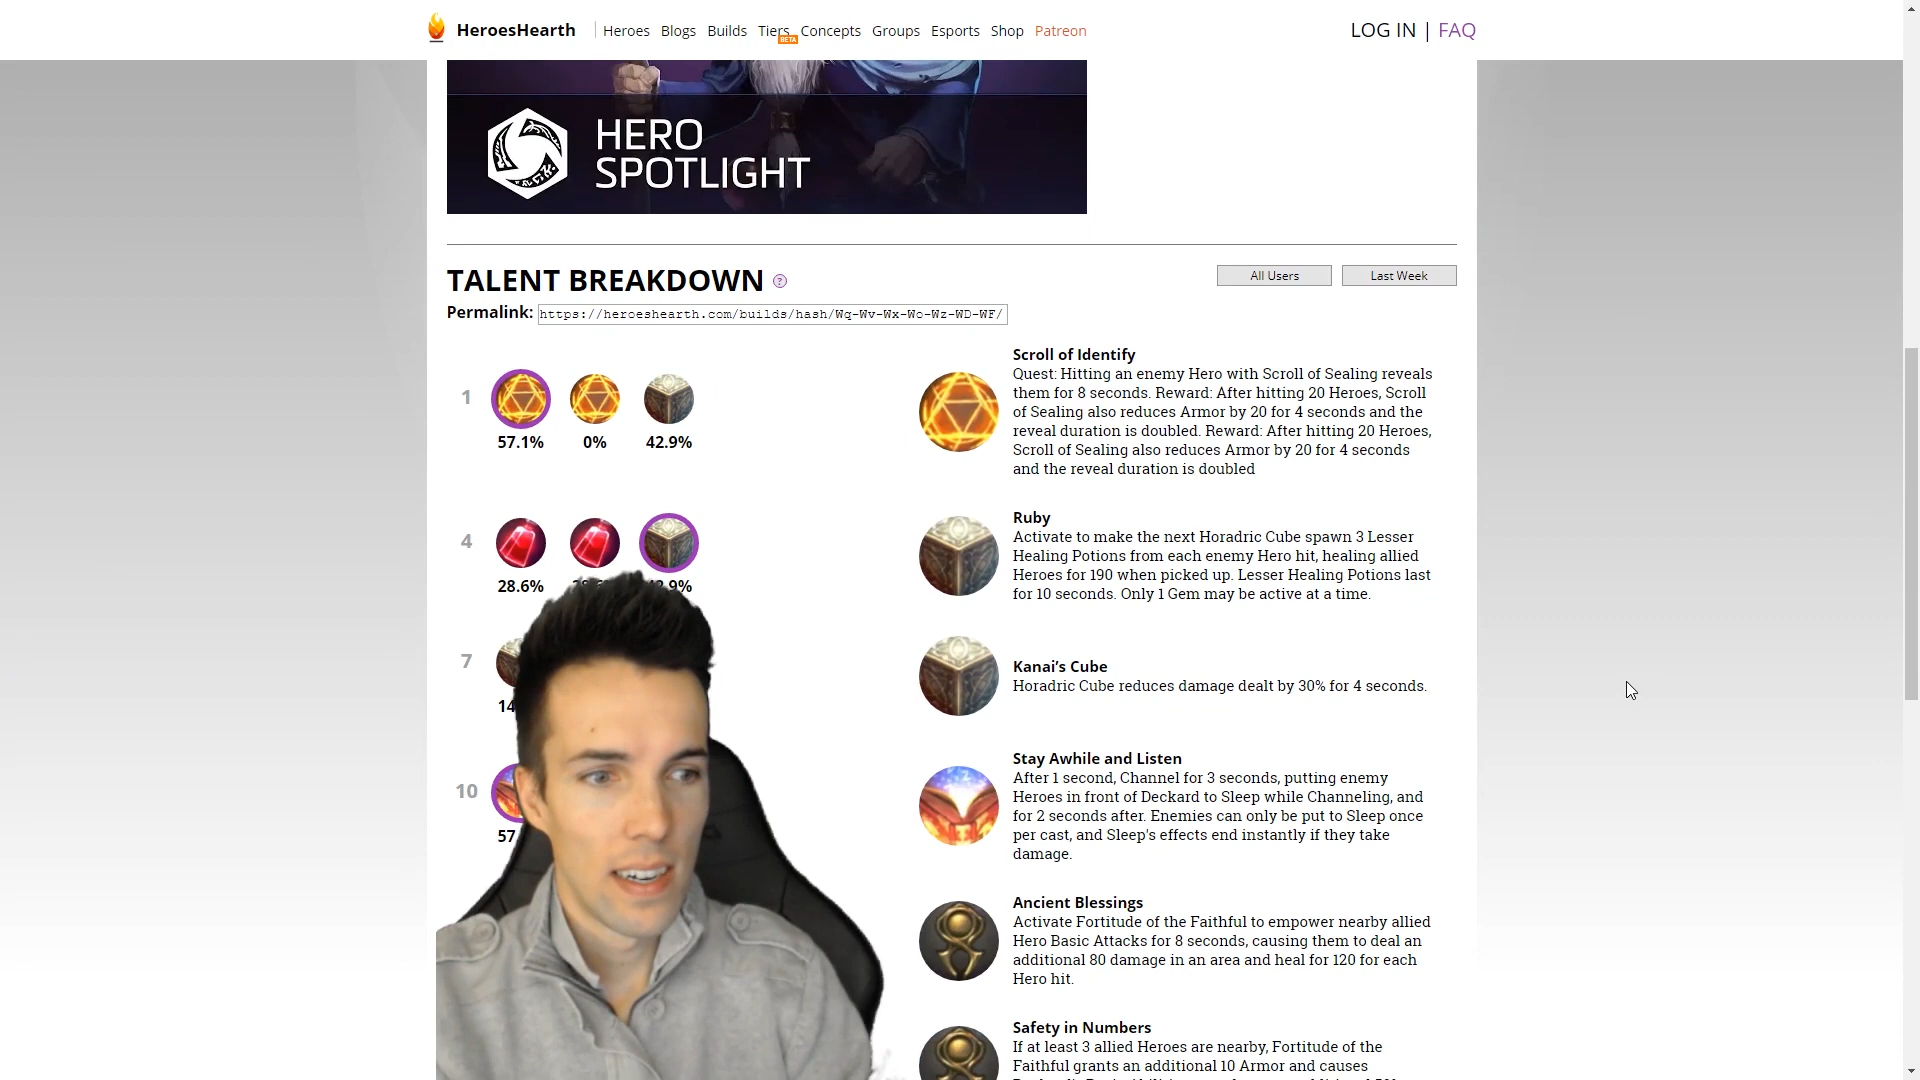 HeroesHearth
Heroes Blogs Builds Tiers Concepts Groups Esports Shop Patreon
BETA
LOG IN | FAQ
HERO
SPOTLIGHT
TALENT BREAKDOWN ?
All Users
Last Week
Permalink: https://heroeshearth.com/builds/hash/Wq-Wv-Wx-Wo-Wz-WD-WF/
1
57.1% 0% 42.9%
Scroll of Identify
Quest: Hitting an enemy Hero with Scroll of Sealing reveals
them for 8 seconds. Reward: After hitting 20 Heroes, Scroll
of Sealing also reduces Armor by 20 for 4 seconds and the
reveal duration is doubled. Reward: After hitting 20 Heroes,
Scroll of Sealing also reduces Armor by 20 for 4 seconds
and the reveal duration is doubled
4
28.6%
Ruby
Activate to make the next Horadric Cube spawn 3 Lesser
Healing Potions from each enemy Hero hit, healing allied
Heroes for 190 when picked up. Lesser Healing Potions last
for 10 seconds. Only 1 Gem may be active at a time.
7
14
Kanai's Cube
Horadric Cube reduces damage dealt by 30% for 4 seconds.
10
57
Stay Awhile and Listen
After 1 second, Channel for 3 seconds, putting enemy
Heroes in front of Deckard to Sleep while Channeling, and
for 2 seconds after. Enemies can only be put to Sleep once
per cast, and Sleep's effects end instantly if they take
damage.
Ancient Blessings
Activate Fortitude of the Faithful to empower nearby allied
Hero Basic Attacks for 8 seconds, causing them to deal an
additional 80 damage in an area and heal for 120 for each
Hero hit.
Safety in Numbers
If at least 3 allied Heroes are nearby, Fortitude of the
Faithful grants an additional 10 Armor and causes